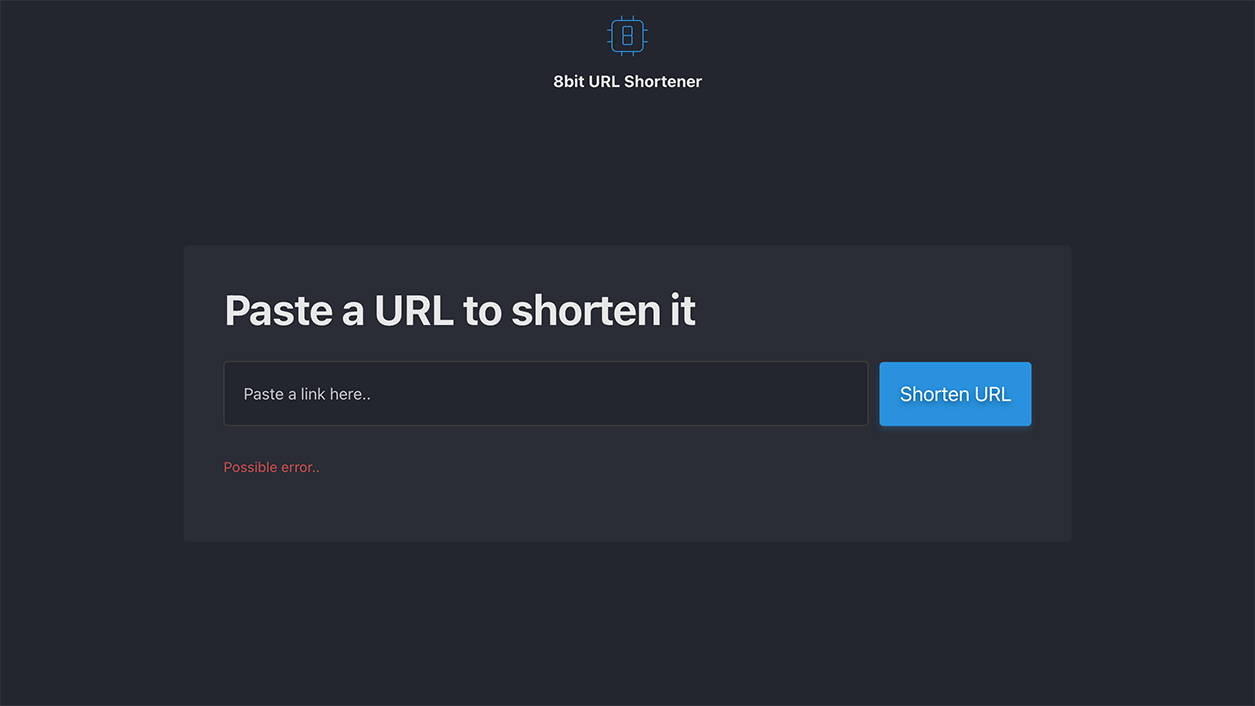 8
8bit URL Shortener
Paste a URL to shorten it
Paste a link here..
Shorten URL
Possible error..